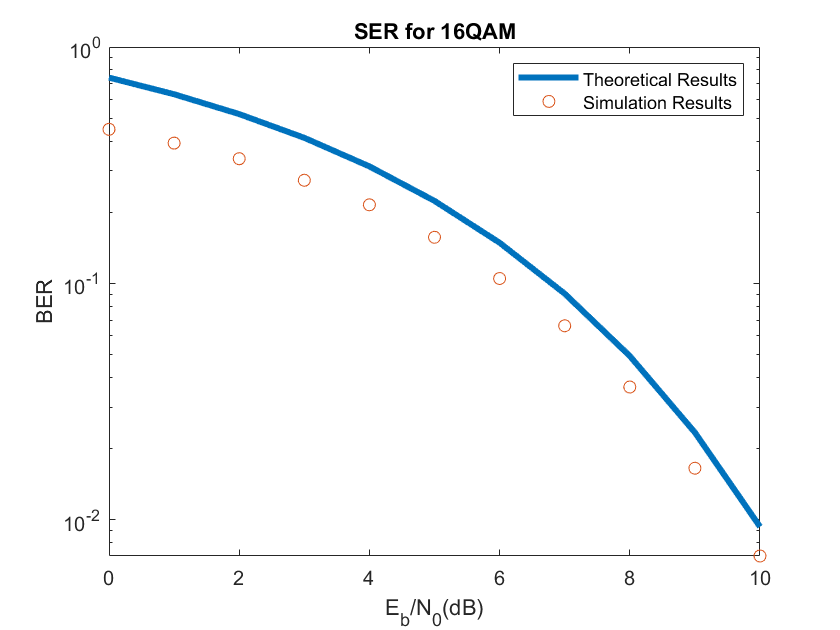 SER for 16QAM
Theoretical Results
Simulation Results
10^0
10^-1
10^-2
BER
0 2 4 6 8 10
E_b/N_0(dB)